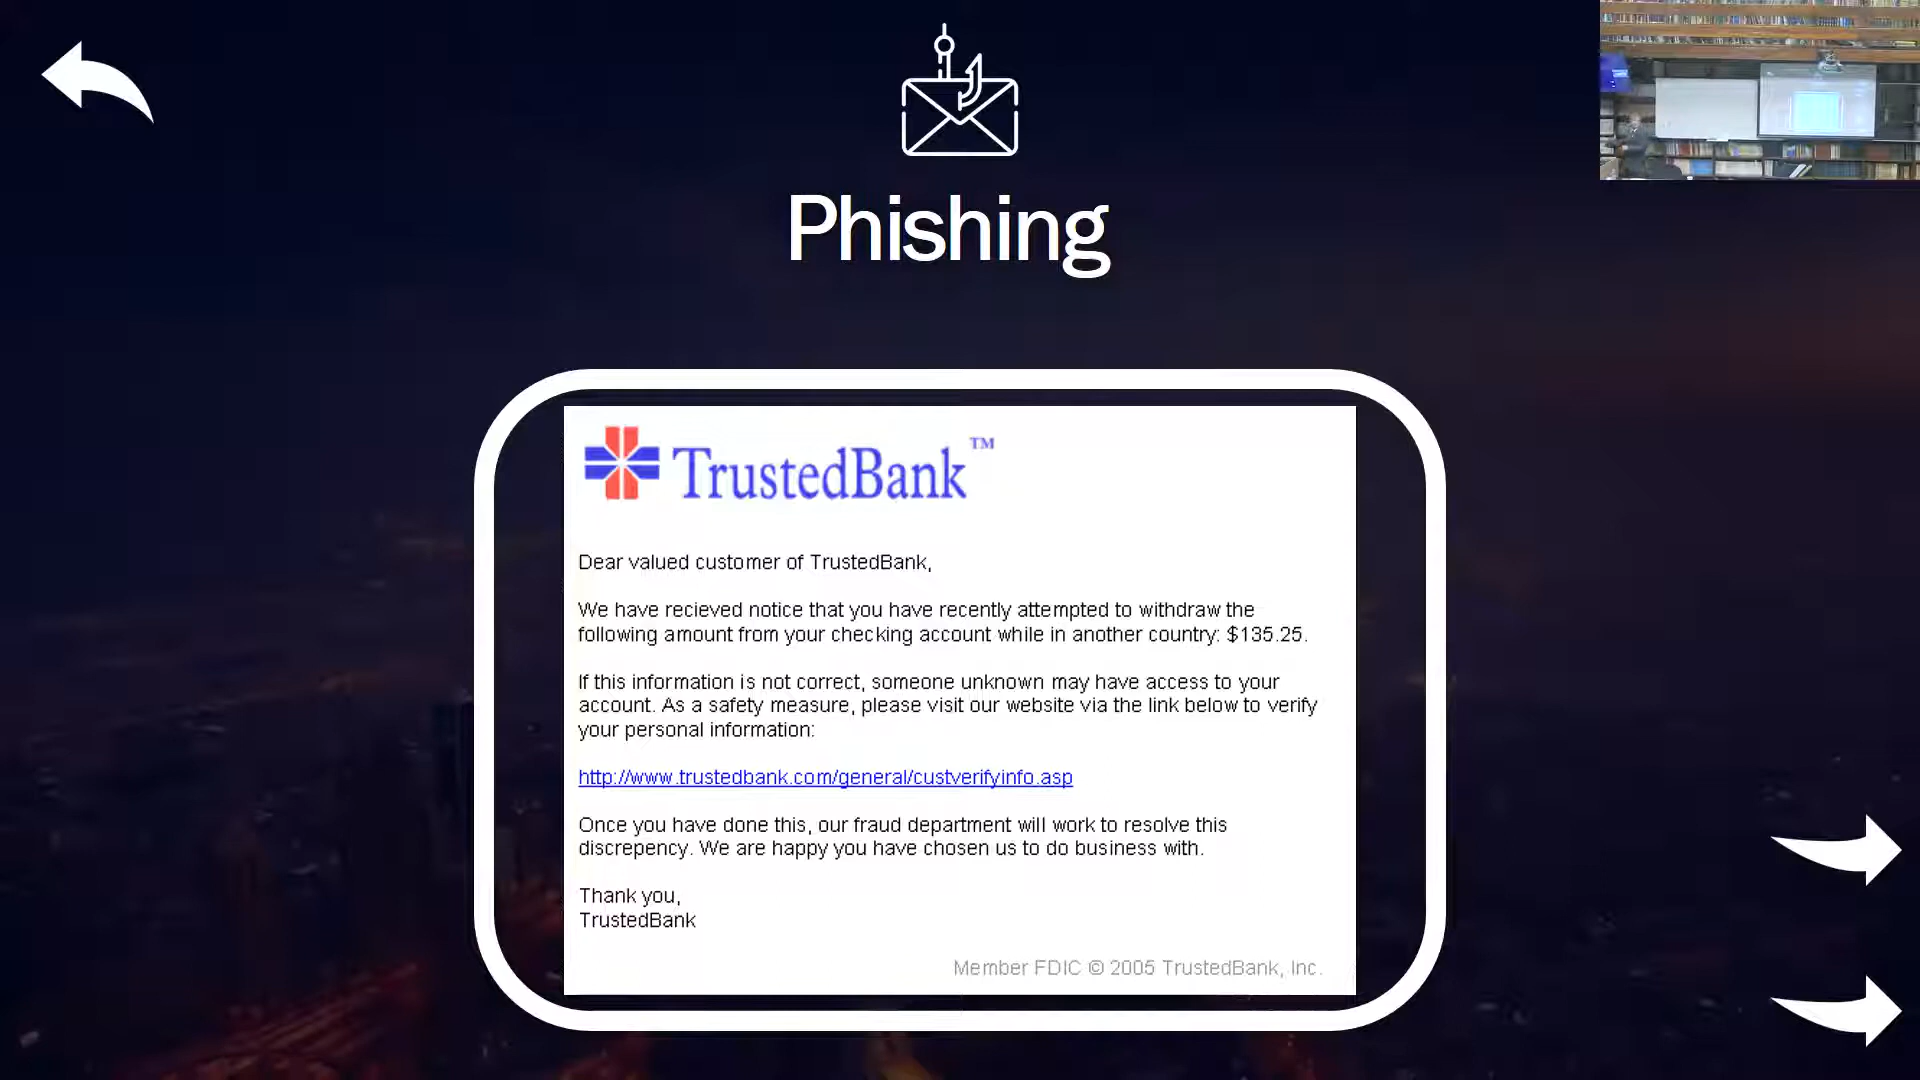 Phishing
TrustedBank™
Dear valued customer of TrustedBank,
We have recieved notice that you have recently attempted to withdraw the
following amount from your checking account while in another country: $135.25.
If this information is not correct, someone unknown may have access to your
account. As a safety measure, please visit our website via the link below to verify
your personal information:
http://www.trustedbank.com/general/custverifyinfo.asp
Once you have done this, our fraud department will work to resolve this
discrepency. We are happy you have chosen us to do business with.
Thank you,
TrustedBank
Member FDIC © 2005 TrustedBank, Inc.